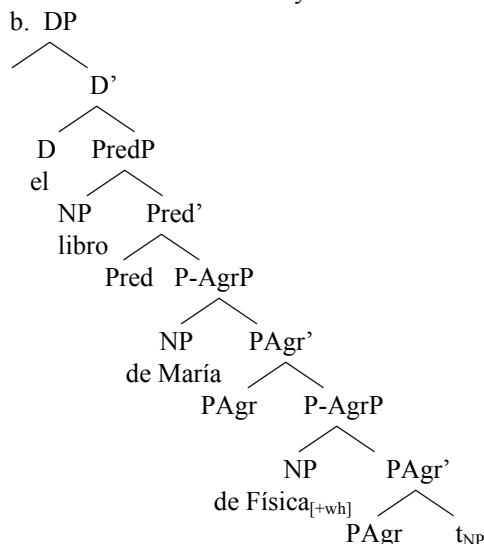 b. DP
D’
D PredP
el
NP Pred’
libro
Pred P-AgrP
NP PAgr’
de María
PAgr P-AgrP
NP PAgr’
de Física[+wh]
PAgr tNP